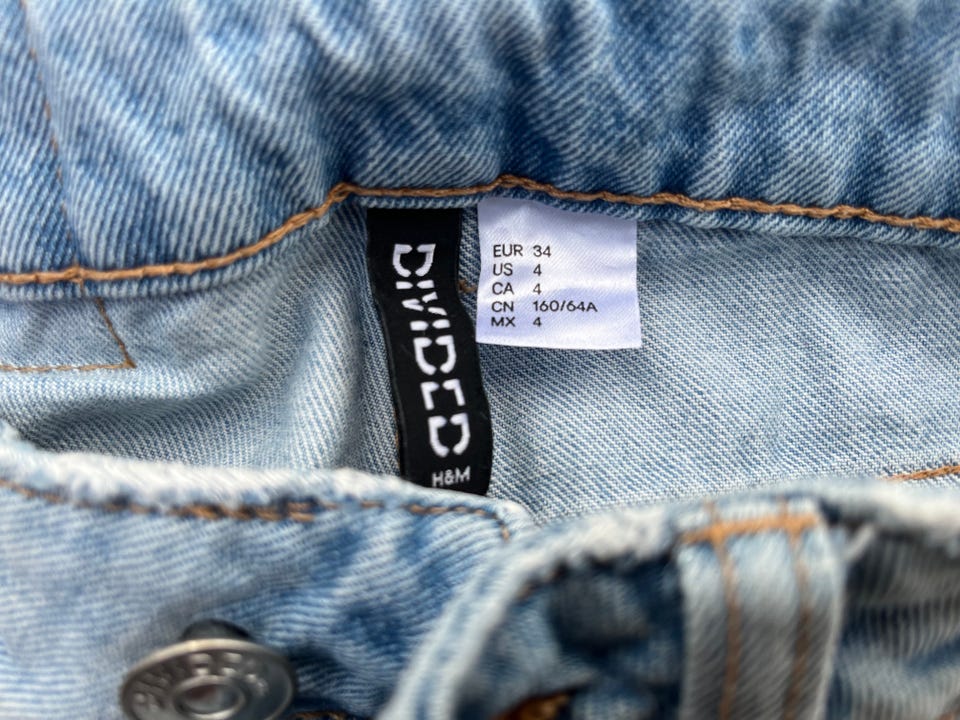 DIVIDED
H&M
EUR 34
US 4
CA 4
CN 160/64A
MX 4